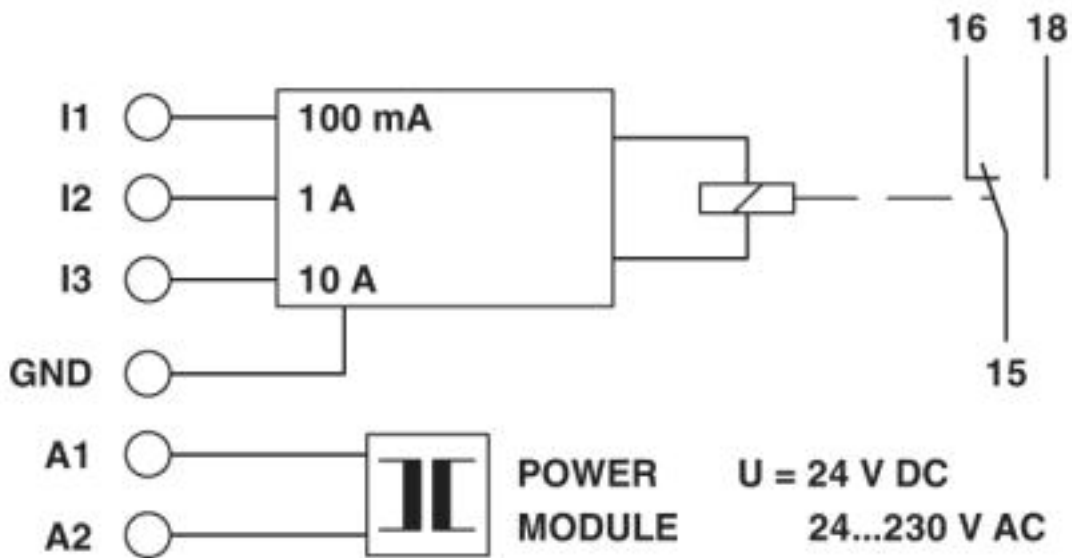 16 18
I1 100 mA
I2 1 A
I3 10 A
GND
15
A1
POWER U = 24 V DC
MODULE 24...230 V AC
A2